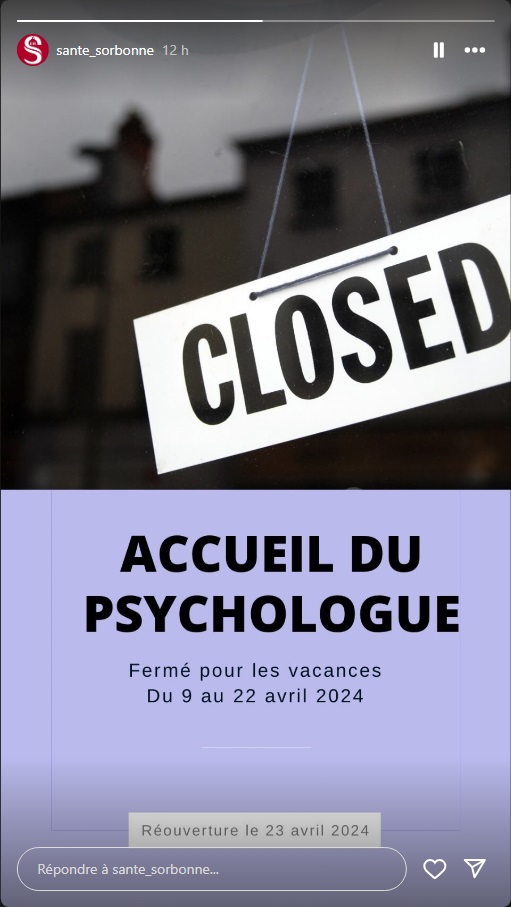 sante_sorbonne 12 h
CLOSED
ACCUEIL DU
PSYCHOLOGUE
Fermé pour les vacances
Du 9 au 22 avril 2024
Réouverture le 23 avril 2024
Répondre à sante_sorbonne...